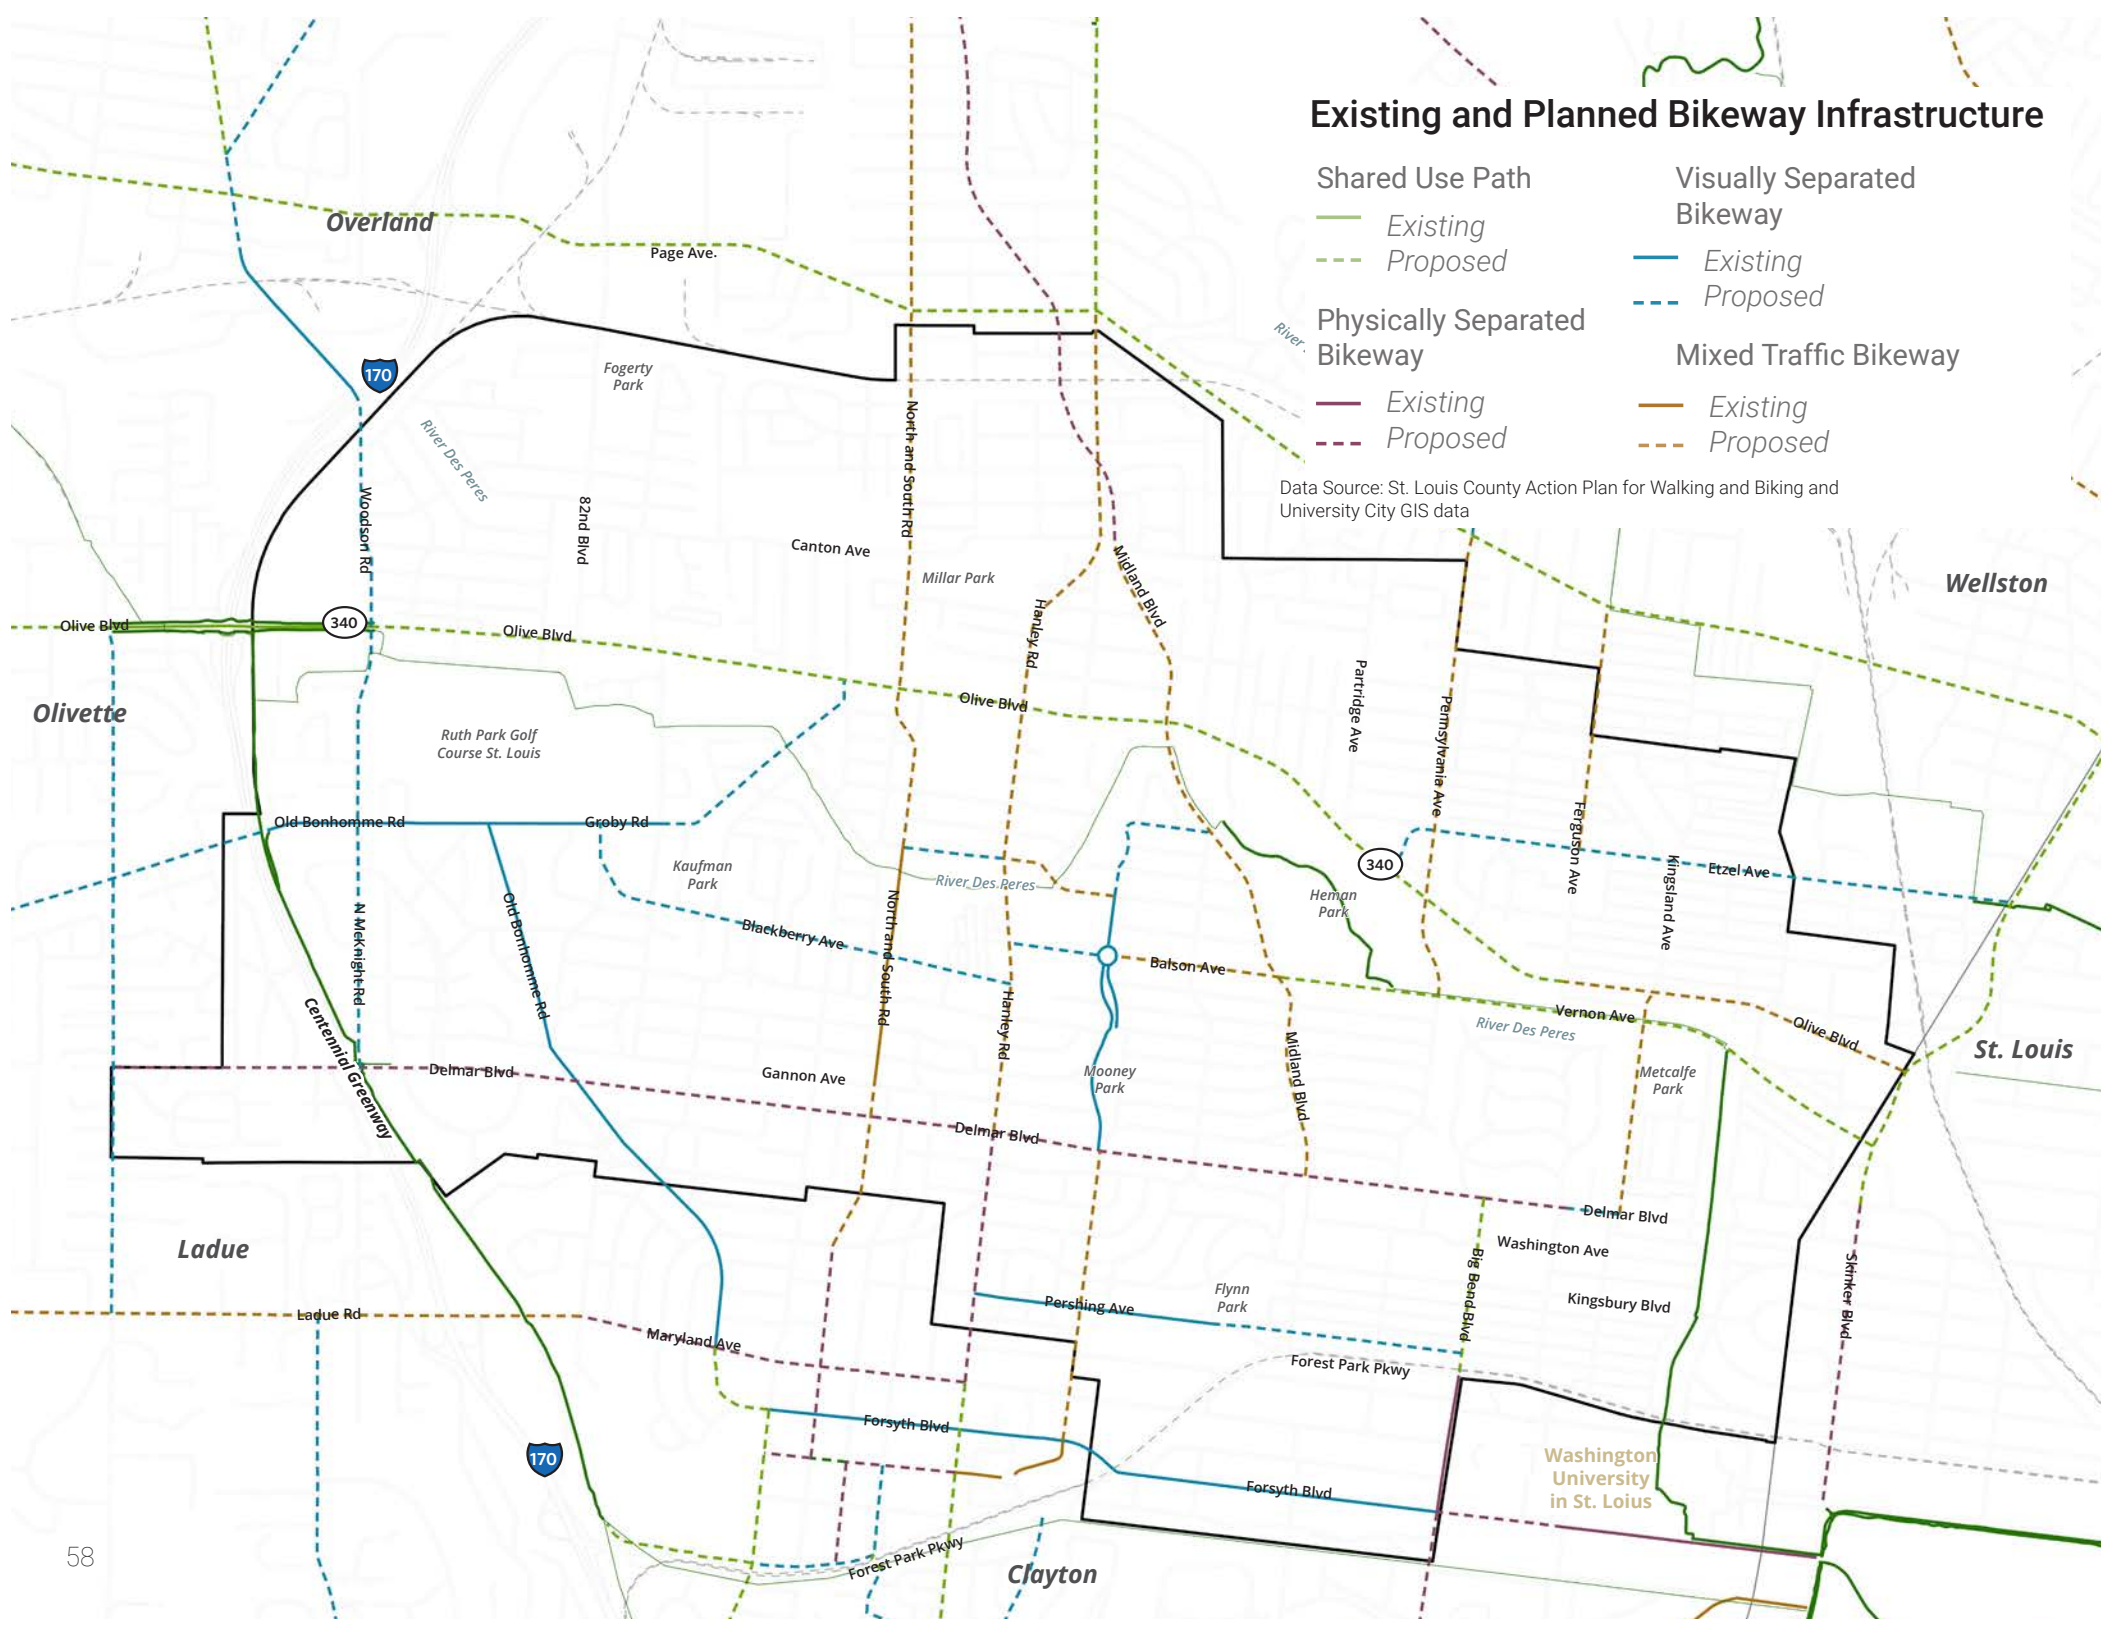 Existing and Planned Bikeway Infrastructure
Shared Use Path
Existing
Proposed
Physically Separated
Bikeway
Existing
Proposed
Visually Separated
Bikeway
Existing
Proposed
Mixed Traffic Bikeway
Existing
Proposed
Data Source: St. Louis County Action Plan for Walking and Biking and
University City GIS data
Overland
Page Ave.
River
170
Fogerty
Park
River Des Peres
Woodson Rd
82nd Blvd
North and South Rd
Canton Ave
Millar Park
Midland Blvd
Hanley Rd
Wellston
Olive Blvd
340
Olive Blvd
Olive Blvd
Partridge Ave
Pennsylvania Ave
Olivette
Ruth Park Golf
Course St. Louis
Old Bonhomme Rd
Groby Rd
Kaufman
Park
River Des Peres
340
Heman
Park
Ferguson Ave
Kingsland Ave
Etzel Ave
N McKnight Rd
Old Bonhomme Rd
Blackberry Ave
North and South Rd
Hanley Rd
Balson Ave
Vernon Ave
River Des Peres
Olive Blvd
St. Louis
Centennial Greenway
Delmar Blvd
Gannon Ave
Mooney
Park
Midland Blvd
Metcalfe
Park
Delmar Blvd
Delmar Blvd
Washington Ave
Ladue
Big Bend Blvd
Kingsbury Blvd
Skinker Blvd
Flynn
Park
Pershing Ave
Ladue Rd
Maryland Ave
Forest Park Pkwy
Forsyth Blvd
170
Forsyth Blvd
Washington
University
in St. Loius
Forest Park Pkwy
Clayton
58